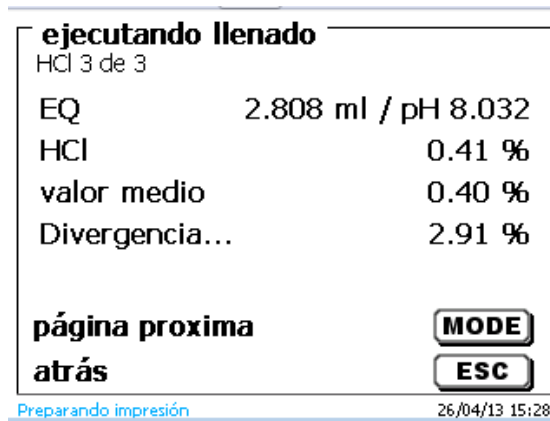 ejecutando llenado
HCl 3 de 3
EQ 2.808 ml / pH 8.032
HCl 0.41 %
valor medio 0.40 %
Divergencia... 2.91 %
página proxima MODE
atrás ESC
Preparando impresión 26/04/13 15:28